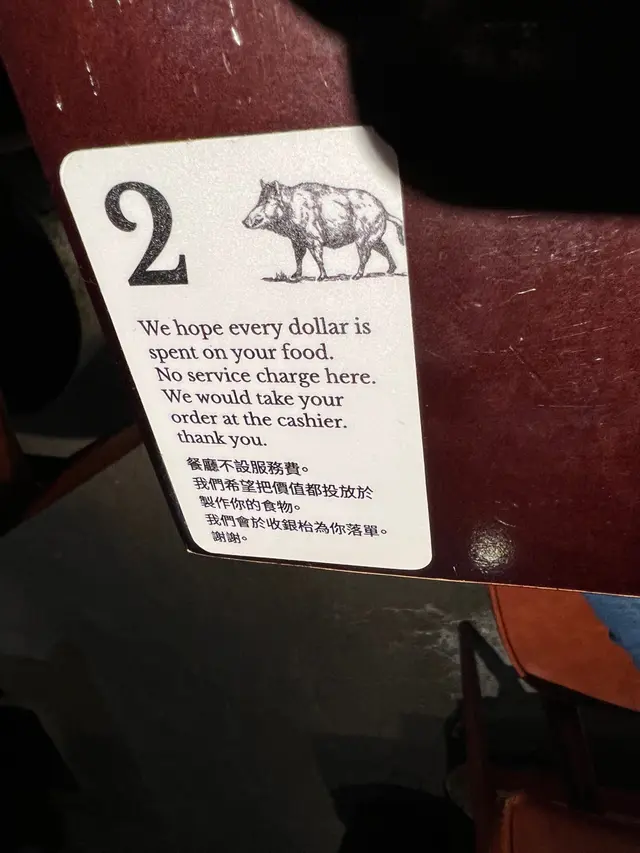 2
We hope every dollar is
spent on your food.
No service charge here.
We would take your
order at the cashier.
thank you.
餐廳不設服務費。
我們希望把價值都投放於
製作你的食物。
我們會於收銀枱為你落單。
謝謝。